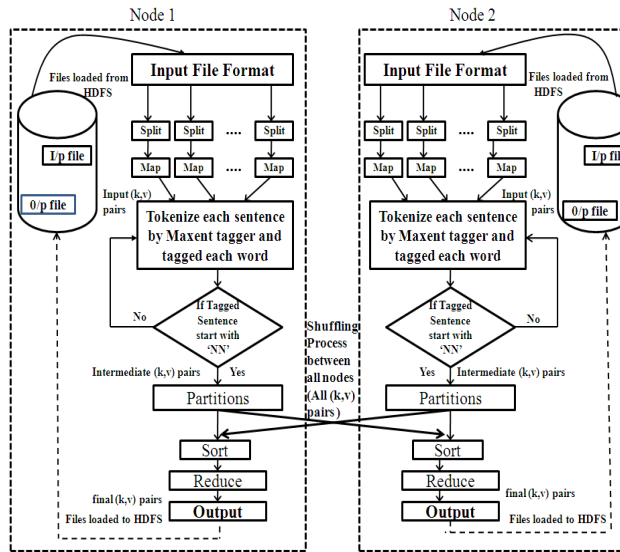 Node 1
Input File Format
Files loaded from
HDFS
Split
Split
....
Split
I/p file
Map
Map
....
Map
0/p file
Input (k,v)
pairs
Tokenize each sentence
by Maxent tagger and
tagged each word
If Tagged
Sentence
start with
‘NN’
No
Intermediate (k,v) pairs
Yes
Partitions
Sort
Reduce
final (k,v) pairs
Output
Files loaded to HDFS
Shuffling
Process
between
all nodes
(All (k,v)
pairs )
Node 2
Input File Format
Files loaded from
HDFS
Split
Split
....
Split
I/p file
Map
Map
....
Map
0/p file
Input (k,v)
pairs
Tokenize each sentence
by Maxent tagger and
tagged each word
If Tagged
Sentence
start with
‘NN’
No
Yes
Intermediate (k,v) pairs
Partitions
Sort
Reduce
final (k,v) pairs
Output
Files loaded to HDFS